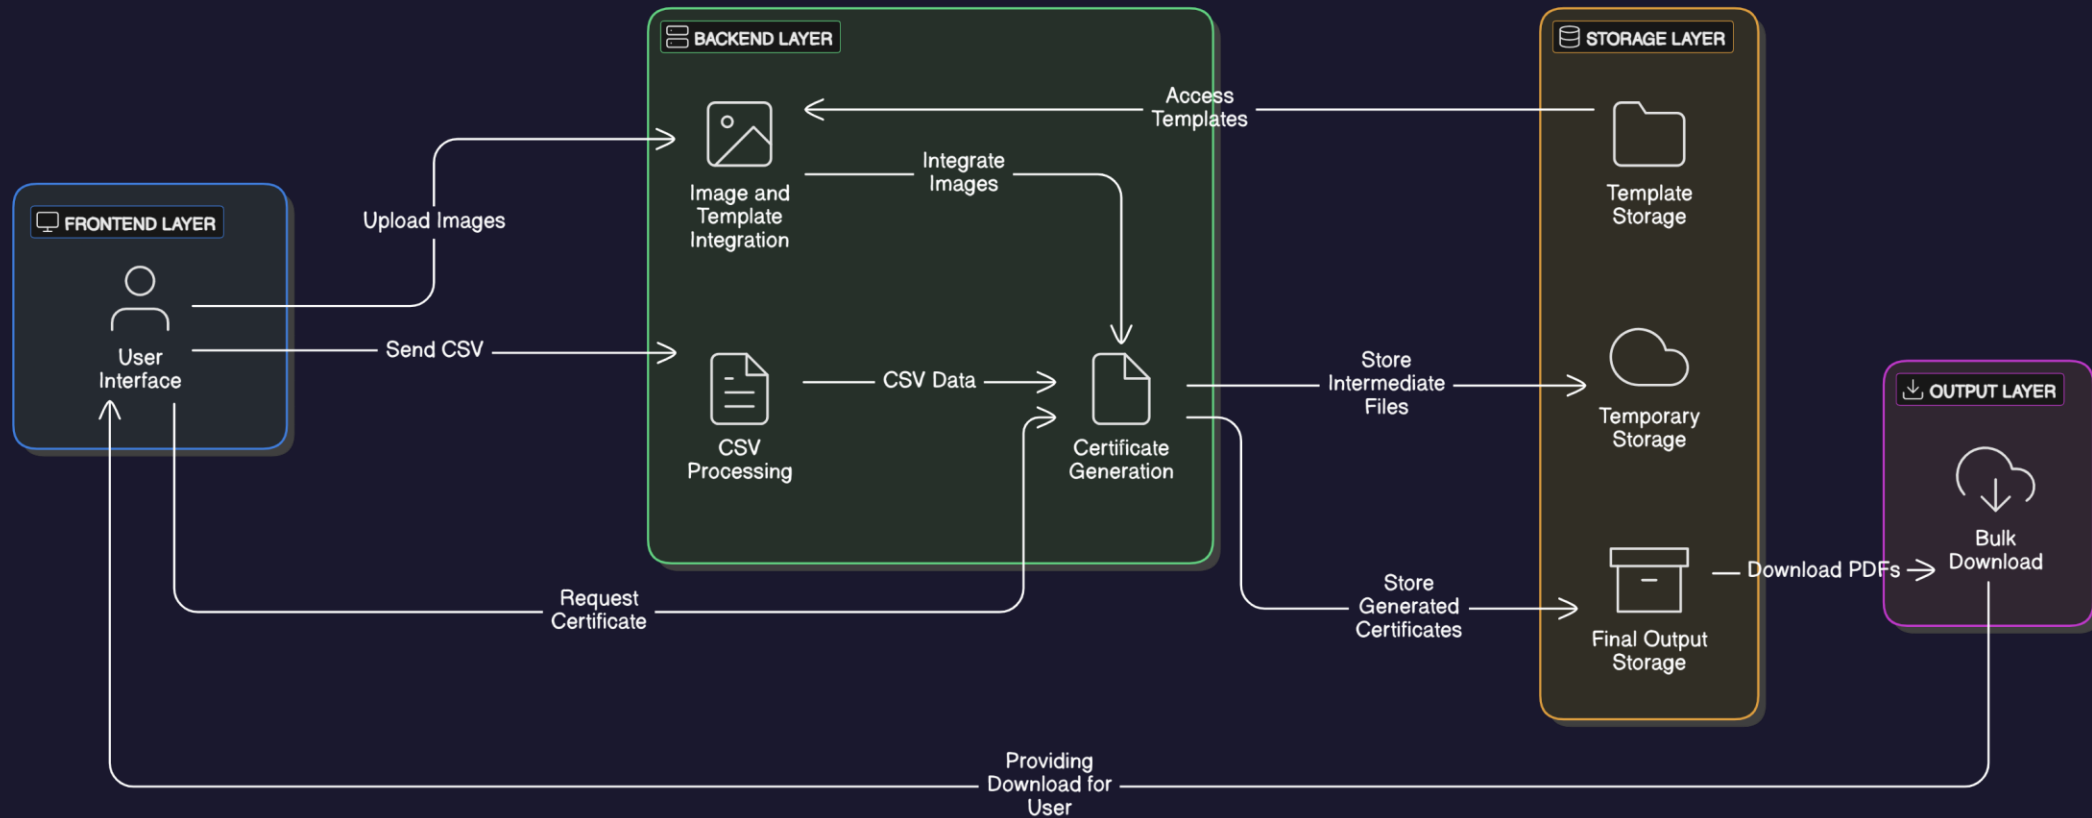 FRONTEND LAYER
User
Interface
Upload Images
Send CSV
Request
Certificate
BACKEND LAYER
Image and
Template
Integration
Integrate
Images
CSV
Processing
CSV Data
Certificate
Generation
Access
Templates
Store
Intermediate
Files
Store
Generated
Certificates
STORAGE LAYER
Template
Storage
Temporary
Storage
Final Output
Storage
Download PDFs
OUTPUT LAYER
Bulk
Download
Providing
Download for
User